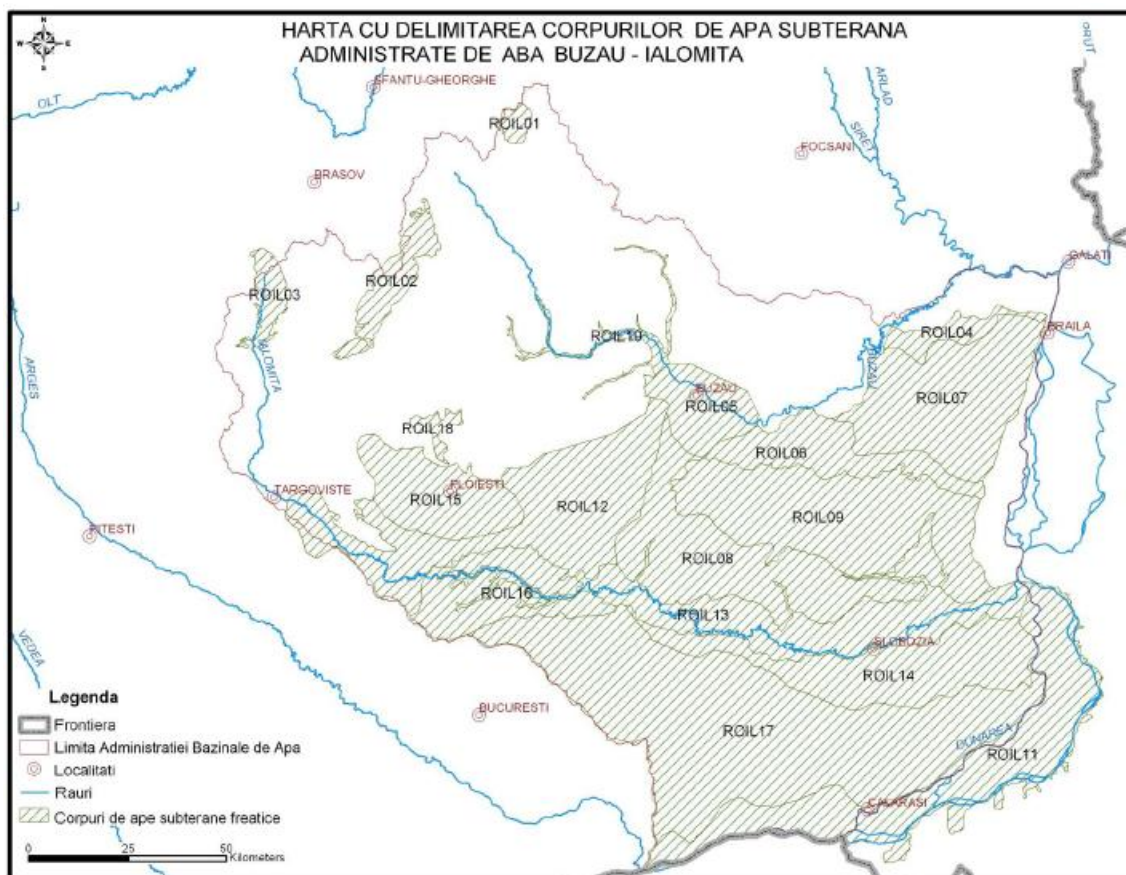 HARTA CU DELIMITAREA CORPURILOR DE APA SUBTERANA
ADMINISTRATE DE ABA BUZAU - IALOMITA
N
W
E
S
OLT
SFANTU-GHEORGHE
ARLAD
PRUT
ROIL01
SIRET
FOCSANI
BRASOV
GALATI
ROIL02
ROIL03
ROIL04
BRAILA
ROIL10
IALOMITA
BUZAU
ARGES
BUZAU
ROIL05
ROIL07
ROIL18
ROIL06
TARGOVISTE
PLOIESTI
ROIL15
ROIL12
ROIL09
PITESTI
ROIL08
ROIL16
ROIL13
SLOBOZIA
VEDEA
ROIL14
BUCURESTI
ROIL17
DUNAREA
ROIL11
CALARASI
Legenda
Frontiera
Limita Administratiei Bazinale de Apa
Localitati
Rauri
Corpuri de ape subterane freatice
0 25 50
Kilometers